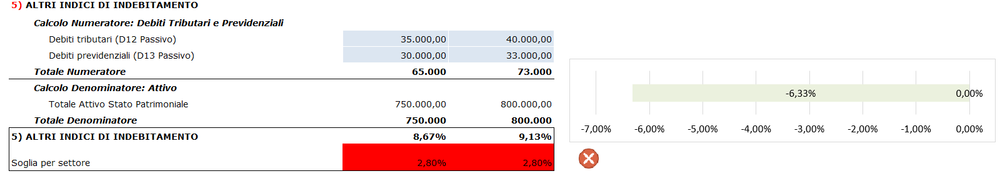 5) ALTRI INDICI DI INDEBITAMENTO
Calcolo Numeratore: Debiti Tributari e Previdenziali
Debiti tributari (D12 Passivo) 35.000,00 40.000,00
Debiti previdenziali (D13 Passivo) 30.000,00 33.000,00
Totale Numeratore 65.000 73.000
Calcolo Denominatore: Attivo
Totale Attivo Stato Patrimoniale 750.000,00 800.000,00
Totale Denominatore 750.000 800.000
5) ALTRI INDICI DI INDEBITAMENTO 8,67% 9,13%
Soglia per settore 2,80% 2,80%
-6,33% 0,00%
-7,00% -6,00% -5,00% -4,00% -3,00% -2,00% -1,00% 0,00%